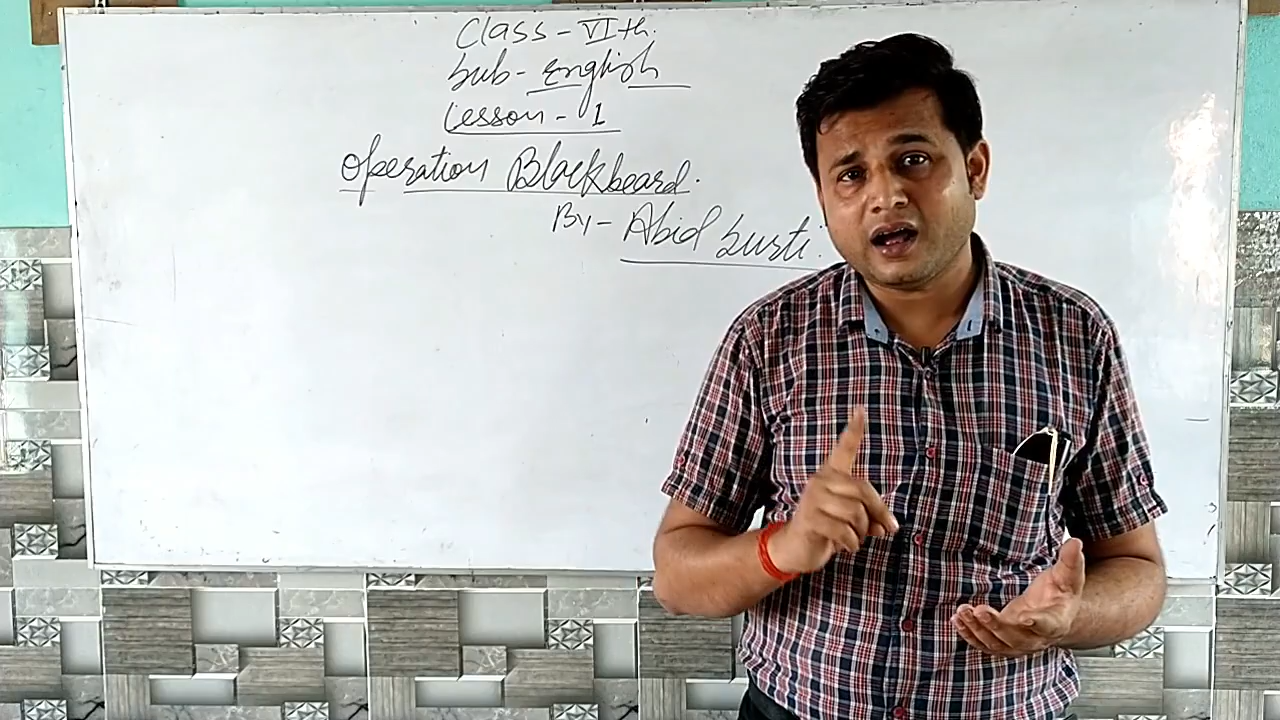 Class - VIth.
Sub - English
Lesson - 1
Operation Blackboard.
By - Abid Surti.